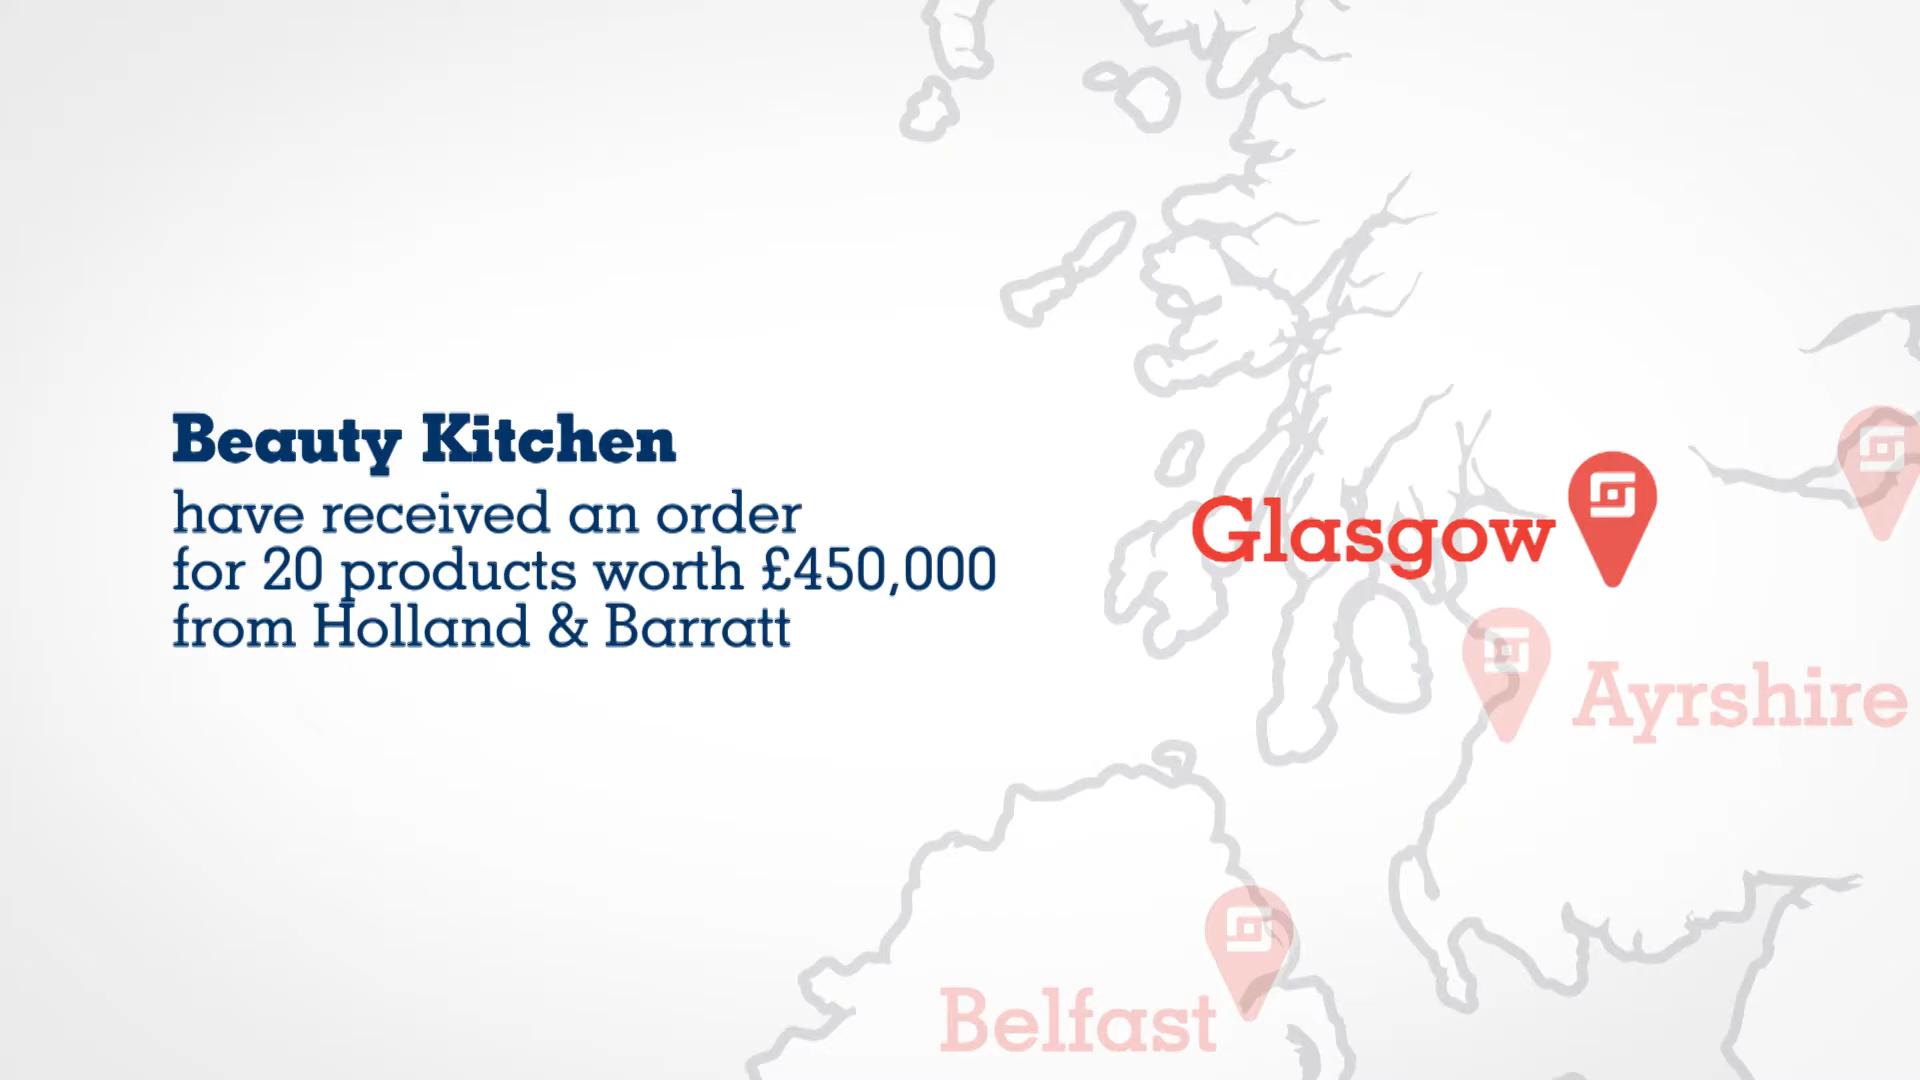 Beauty Kitchen
have received an order
for 20 products worth £450,000
from Holland & Barratt
Glasgow
Ayrshire
Belfast